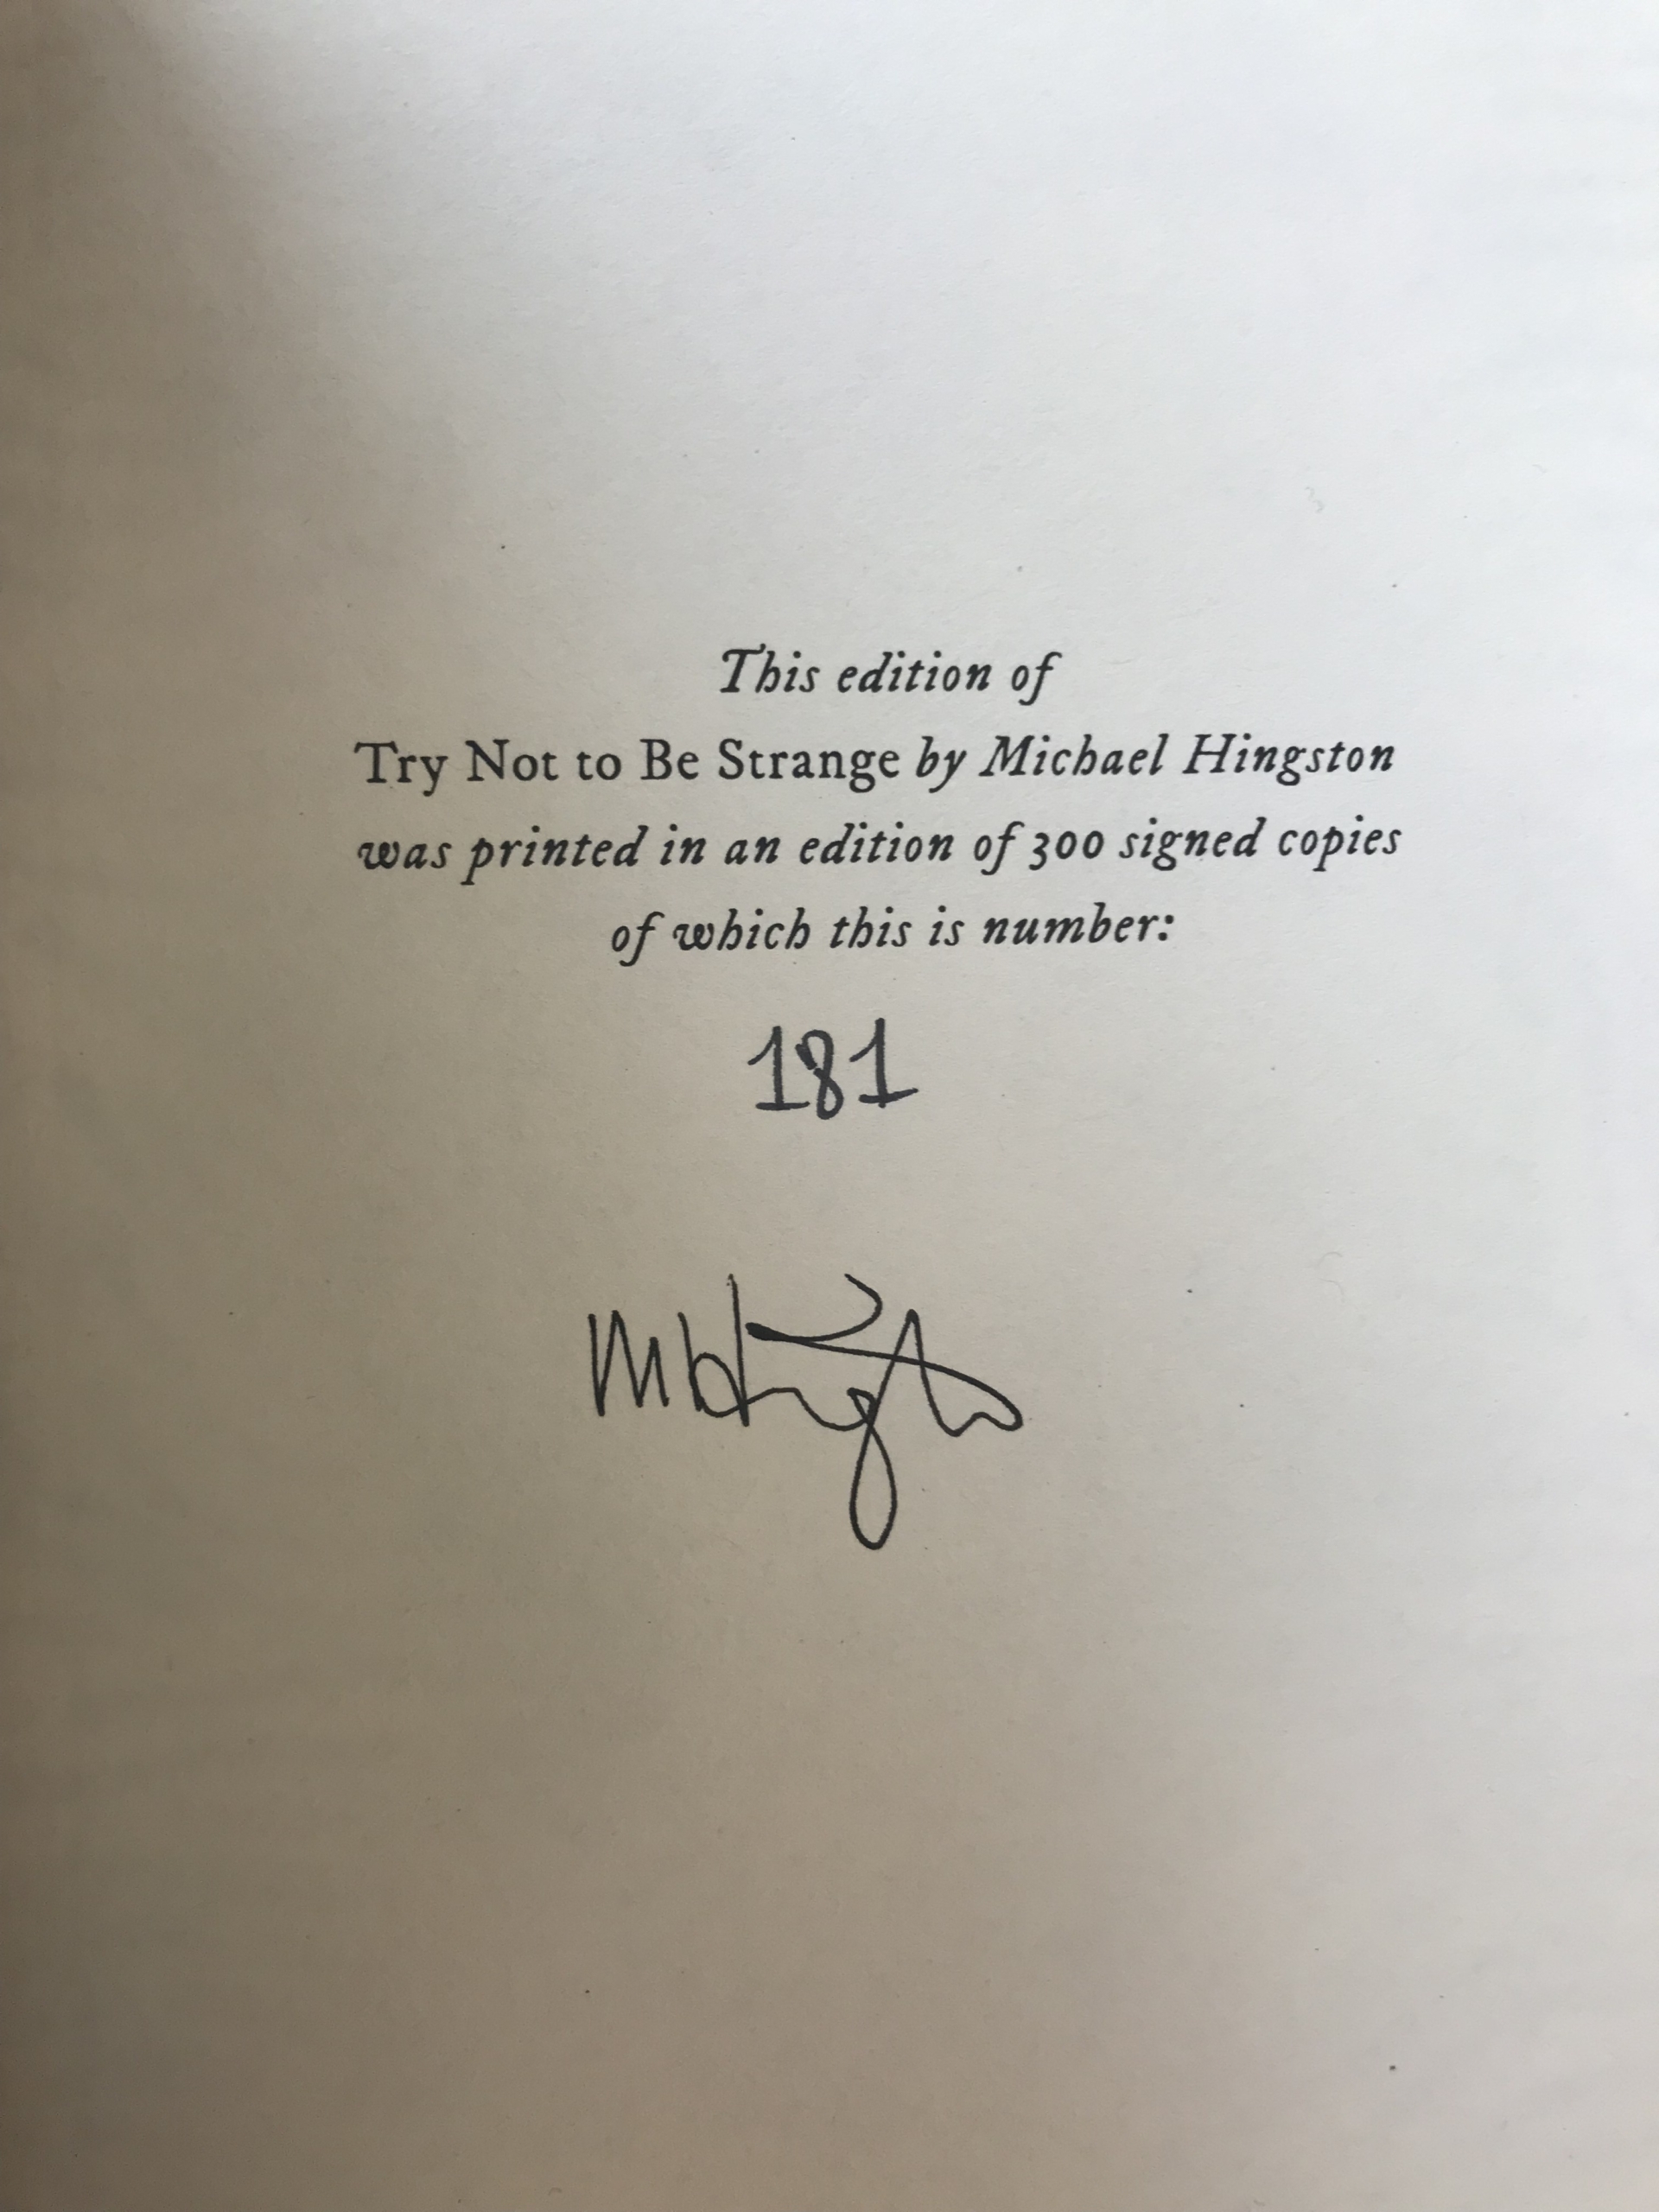 This edition of
Try Not to Be Strange by Michael Hingston
was printed in an edition of 300 signed copies
of which this is number:
181